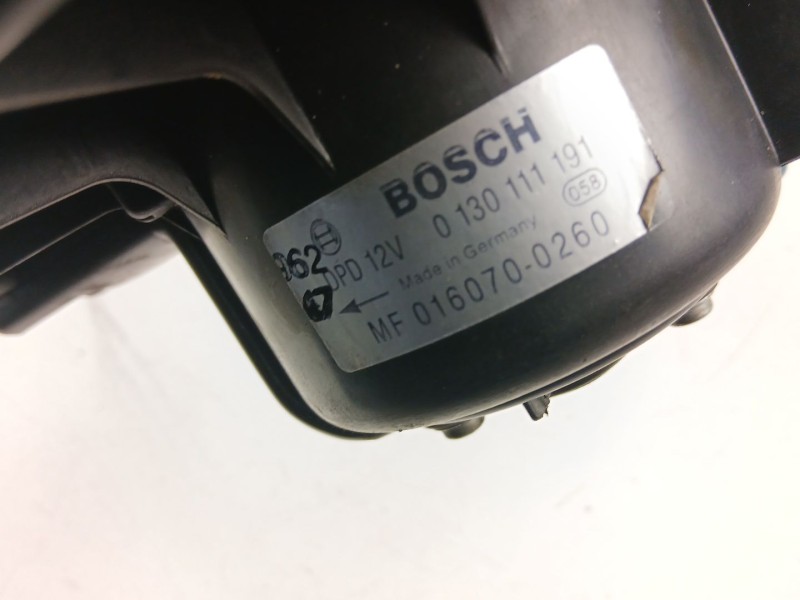 BOSCH
DPD 12V 0 130 111 191
Made in Germany 058
MF 016070-0260
062